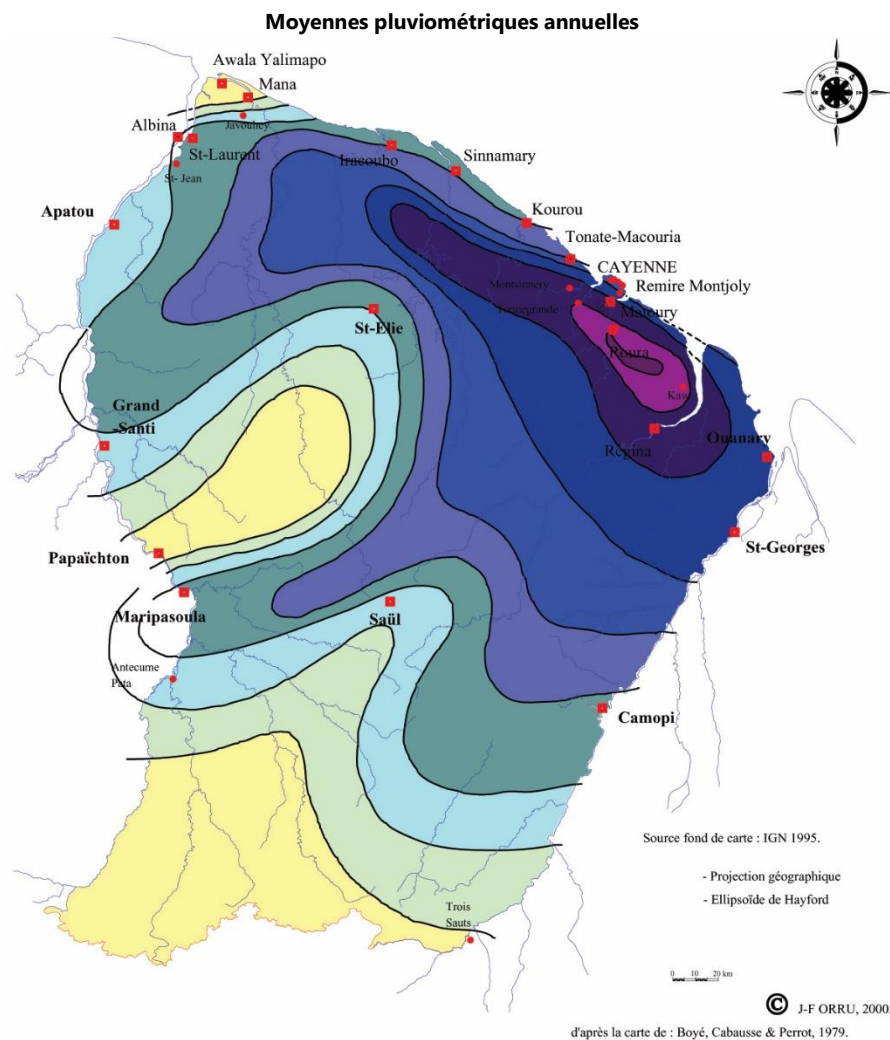 Moyennes pluviométriques annuelles
Awala Yalimapo
Mana
Javouhey
Albina
St-Laurent
St- Jean
Iracoubo
Sinnamary
Apatou
Kourou
Tonate-Macouria
CAYENNE
Remire Montjoly
Montsinnery
Tonnegrande
Matoury
St-Elie
Roura
Kaw
Grand
-Santi
Régina
Ouanary
St-Georges
Papaïchton
Maripasoula
Saül
Antecume
Pata
Camopi
Source fond de carte : IGN 1995.
- Projection géographique
- Ellipsoïde de Hayford
Trois
Sauts
0 10 20 km
© J-F ORRU, 2000.
d'après la carte de : Boyé, Cabausse & Perrot, 1979.